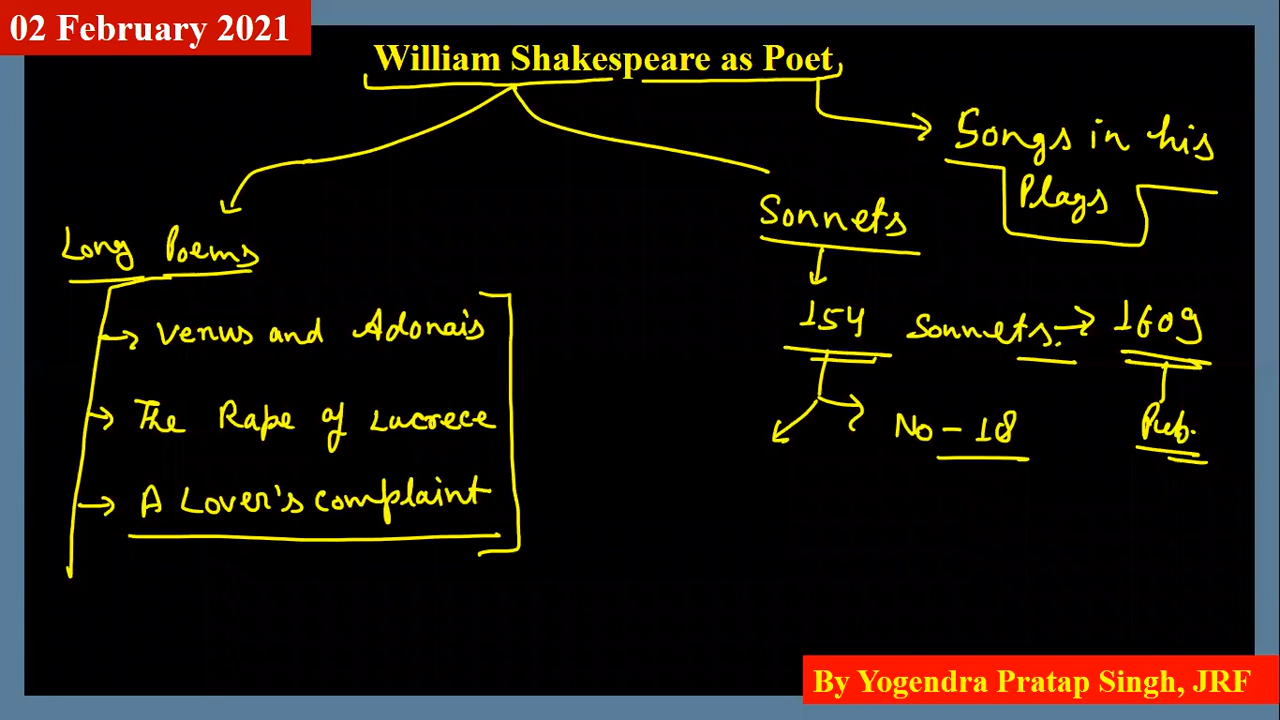 02 February 2021
William Shakespeare as Poet
Songs in his
Plays
Long Poems
Venus and Adonais
The Rape of Lucrece
A Lover's complaint
Sonnets
154 Sonnets. 1609
No - 18
Pub.
By Yogendra Pratap Singh, JRF